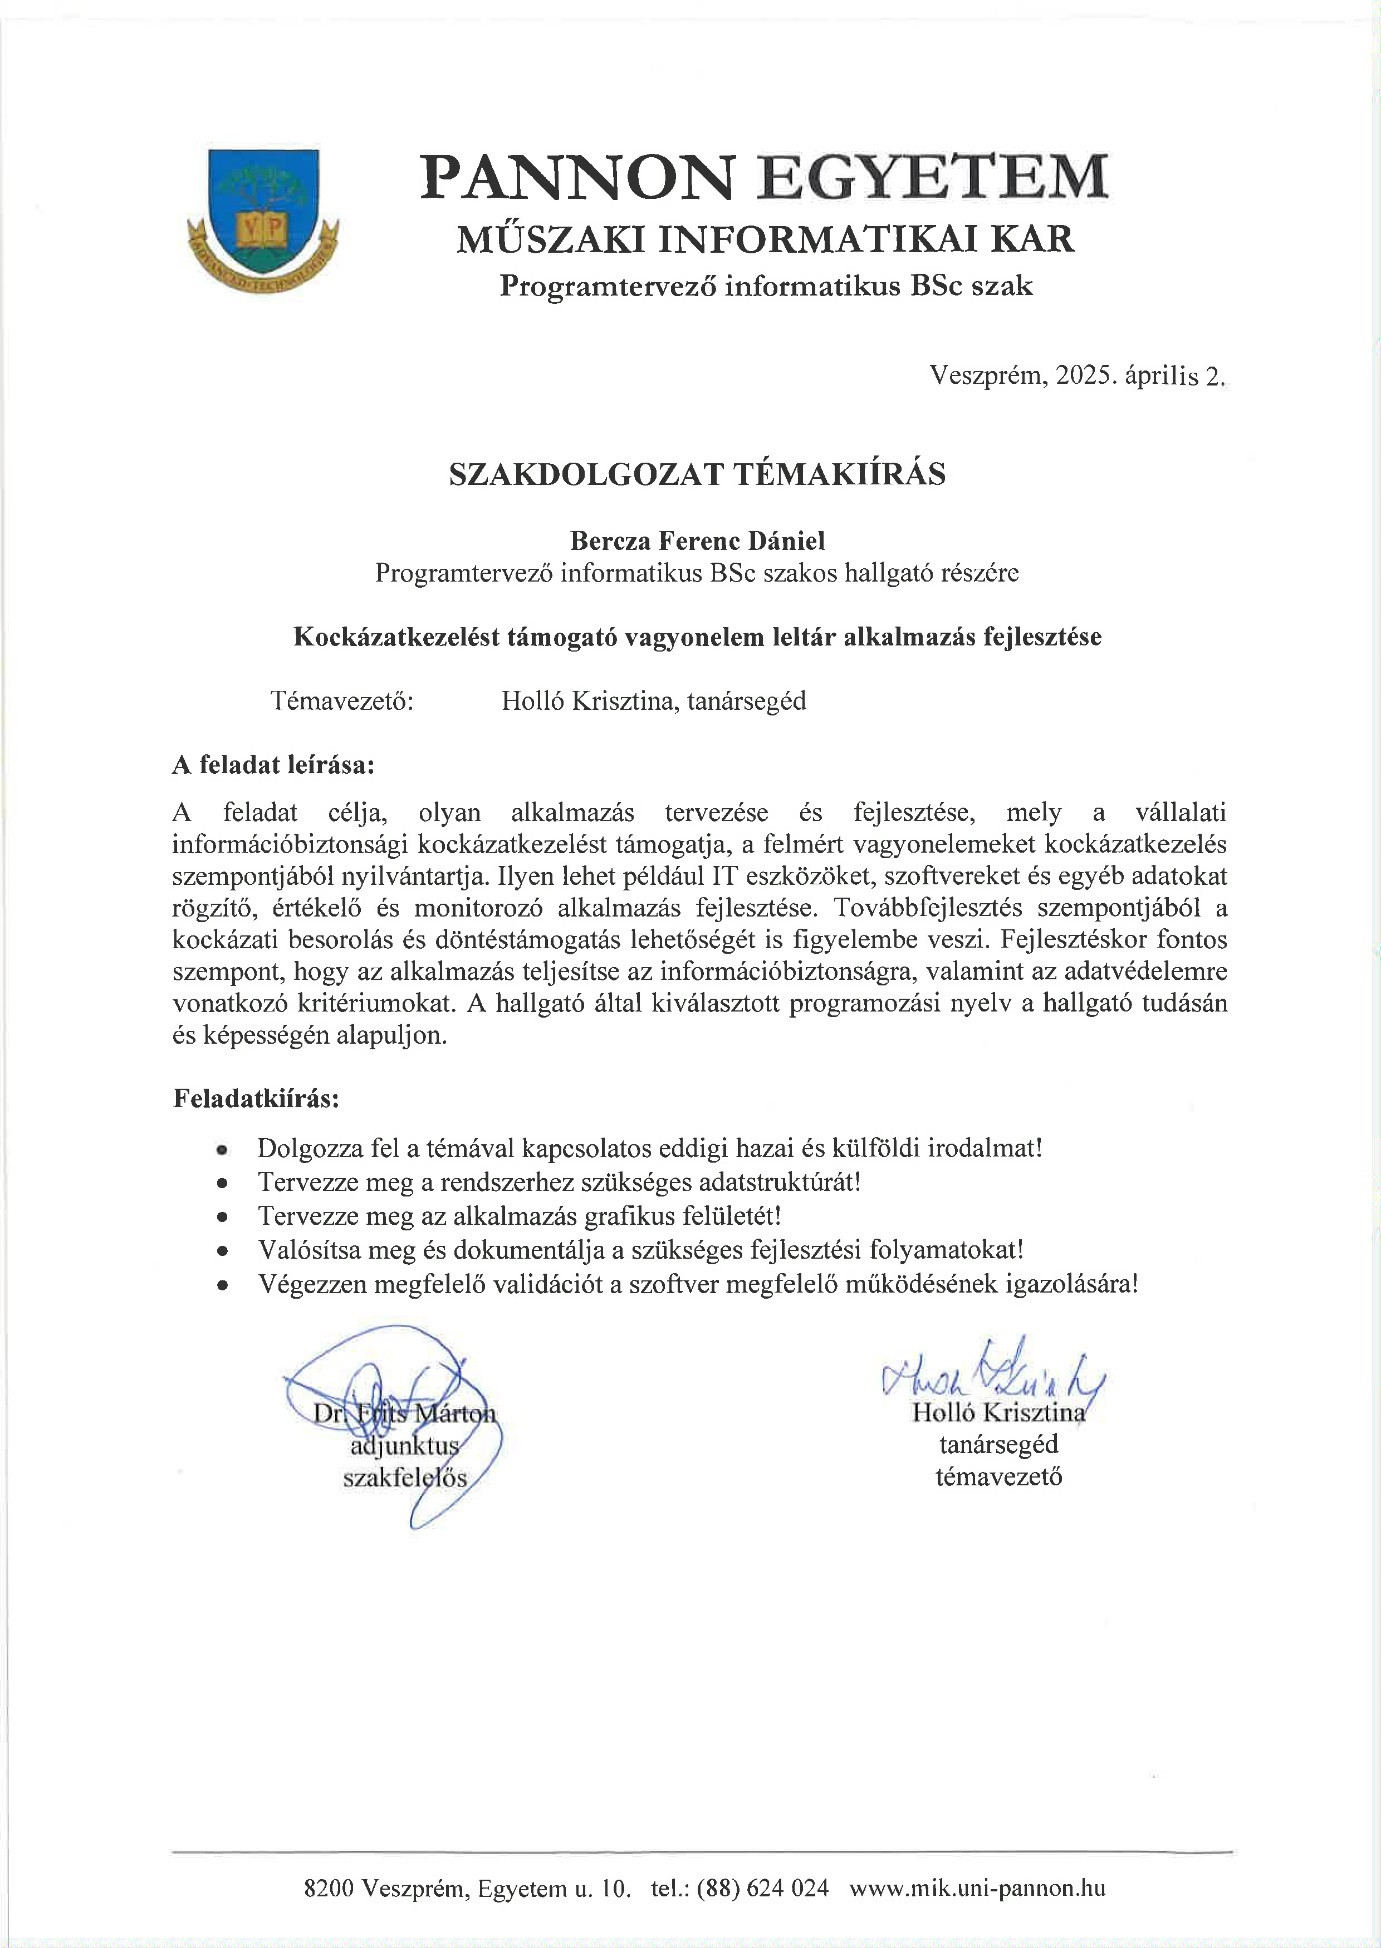 PANNON EGYETEM
MŰSZAKI INFORMATIKAI KAR
Programtervező informatikus BSc szak
VP
ADVANCED TECHNOLOGIES
Veszprém, 2025. április 2.
SZAKDOLGOZAT TÉMAKIÍRÁS
Bercza Ferenc Dániel
Programtervező informatikus BSc szakos hallgató részére
Kockázatkezelést támogató vagyonelem leltár alkalmazás fejlesztése
Témavezető: Holló Krisztina, tanársegéd
A feladat leírása:
A feladat célja, olyan alkalmazás tervezése és fejlesztése, mely a vállalati
információbiztonsági kockázatkezelést támogatja, a felmért vagyonelemeket kockázatkezelés
szempontjából nyilvántartja. Ilyen lehet például IT eszközöket, szoftvereket és egyéb adatokat
rögzítő, értékelő és monitorozó alkalmazás fejlesztése. Továbbfejlesztés szempontjából a
kockázati besorolás és döntéstámogatás lehetőségét is figyelembe veszi. Fejlesztéskor fontos
szempont, hogy az alkalmazás teljesítse az információbiztonságra, valamint az adatvédelemre
vonatkozó kritériumokat. A hallgató által kiválasztott programozási nyelv a hallgató tudásán
és képességén alapuljon.
Feladatkiírás:
• Dolgozza fel a témával kapcsolatos eddigi hazai és külföldi irodalmat!
• Tervezze meg a rendszerhez szükséges adatstruktúrát!
• Tervezze meg az alkalmazás grafikus felületét!
• Valósítsa meg és dokumentálja a szükséges fejlesztési folyamatokat!
• Végezzen megfelelő validációt a szoftver megfelelő működésének igazolására!
Dr. Frits Márton
adjunktus
szakfelelős
Holló Krisztina
tanársegéd
témavezető
8200 Veszprém, Egyetem u. 10. tel.: (88) 624 024 www.mik.uni-pannon.hu